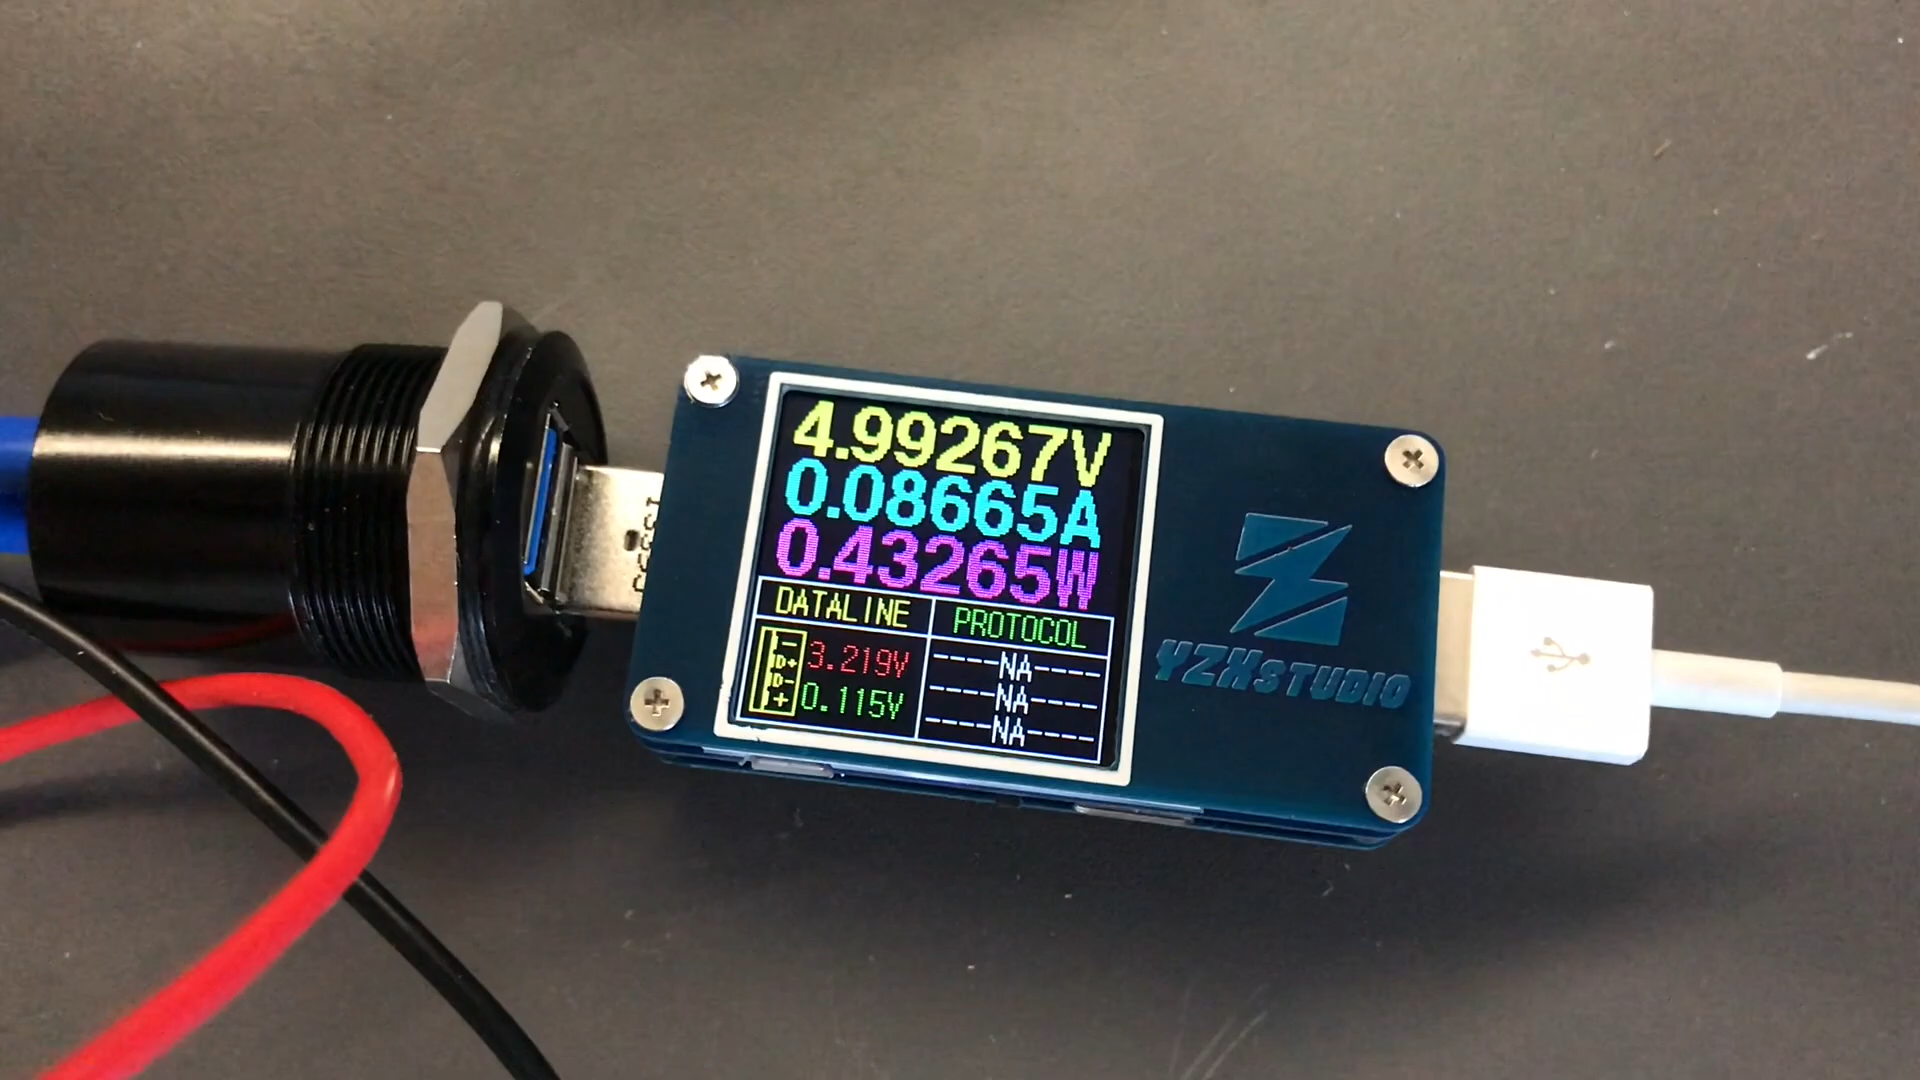 4.99267V
0.08665A
0.43265W
DATALINE
PROTOCOL
D+
3.219V
D-
0.115V
----NA----
----NA----
----NA----
YZXSTUDIO